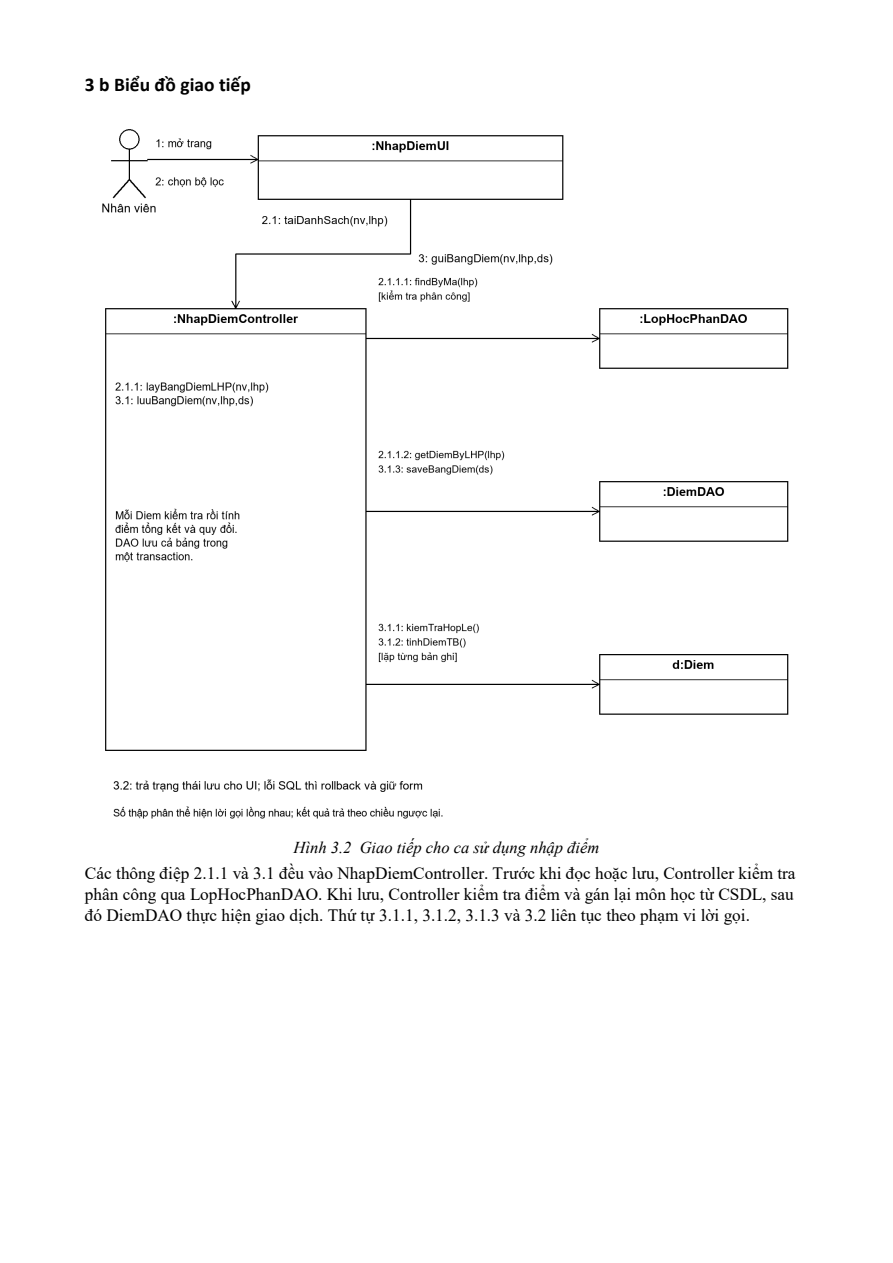 3 b Biểu đồ giao tiếp
1: mở trang
:NhapDiemUI
2: chọn bộ lọc
Nhân viên
2.1: taiDanhSach(nv,lhp)
3: guiBangDiem(nv,lhp,ds)
2.1.1.1: findByMa(lhp)
[kiểm tra phân công]
:NhapDiemController
:LopHocPhanDAO
2.1.1: layBangDiemLHP(nv,lhp)
3.1: luuBangDiem(nv,lhp,ds)
2.1.1.2: getDiemByLHP(lhp)
3.1.3: saveBangDiem(ds)
:DiemDAO
Mỗi Diem kiểm tra rồi tính
điểm tổng kết và quy đổi.
DAO lưu cả bảng trong
một transaction.
3.1.1: kiemTraHopLe()
3.1.2: tinhDiemTB()
[lặp từng bản ghi]
d:Diem
3.2: trả trạng thái lưu cho UI; lỗi SQL thì rollback và giữ form
Số thập phân thể hiện lời gọi lồng nhau; kết quả trả theo chiều ngược lại.
Hình 3.2 Giao tiếp cho ca sử dụng nhập điểm
Các thông điệp 2.1.1 và 3.1 đều vào NhapDiemController. Trước khi đọc hoặc lưu, Controller kiểm tra
phân công qua LopHocPhanDAO. Khi lưu, Controller kiểm tra điểm và gán lại môn học từ CSDL, sau
đó DiemDAO thực hiện giao dịch. Thứ tự 3.1.1, 3.1.2, 3.1.3 và 3.2 liên tục theo phạm vi lời gọi.